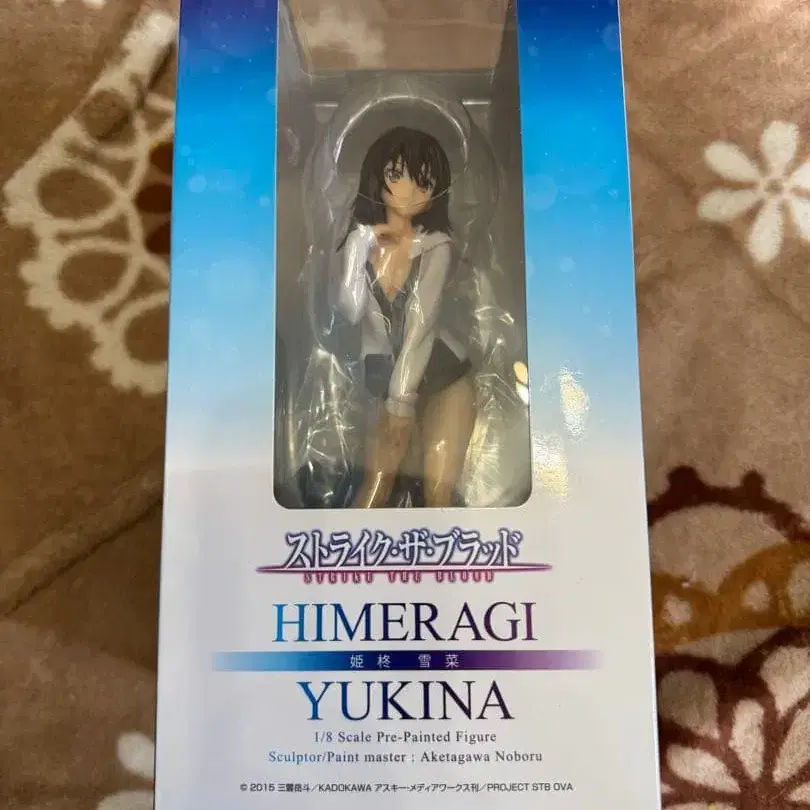 ストライク・ザ・ブラッド
STRIKE THE BLOOD
HIMERAGI
姫柊 雪菜
YUKINA
1/8 Scale Pre-Painted Figure
Sculptor/Paint master : Aketagawa Noboru
© 2015 三雲岳斗／KADOKAWA アスキー・メディアワークス刊／PROJECT STB OVA